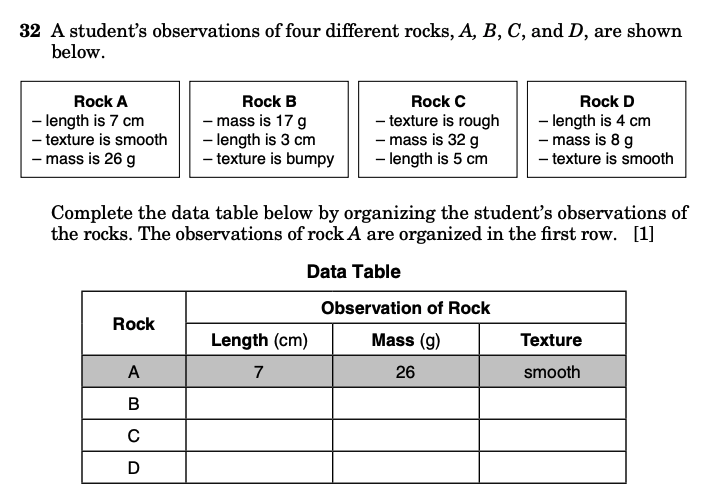 32 A student's observations of four different rocks, A, B, C, and D, are shown
below.
Rock A
– length is 7 cm
– texture is smooth
– mass is 26 g
Rock B
– mass is 17 g
– length is 3 cm
– texture is bumpy
Rock C
– texture is rough
– mass is 32 g
– length is 5 cm
Rock D
– length is 4 cm
– mass is 8 g
– texture is smooth
Complete the data table below by organizing the student's observations of
the rocks. The observations of rock A are organized in the first row. [1]
Data Table
Rock
Observation of Rock
Length (cm) Mass (g) Texture
A 7 26 smooth
B
C
D